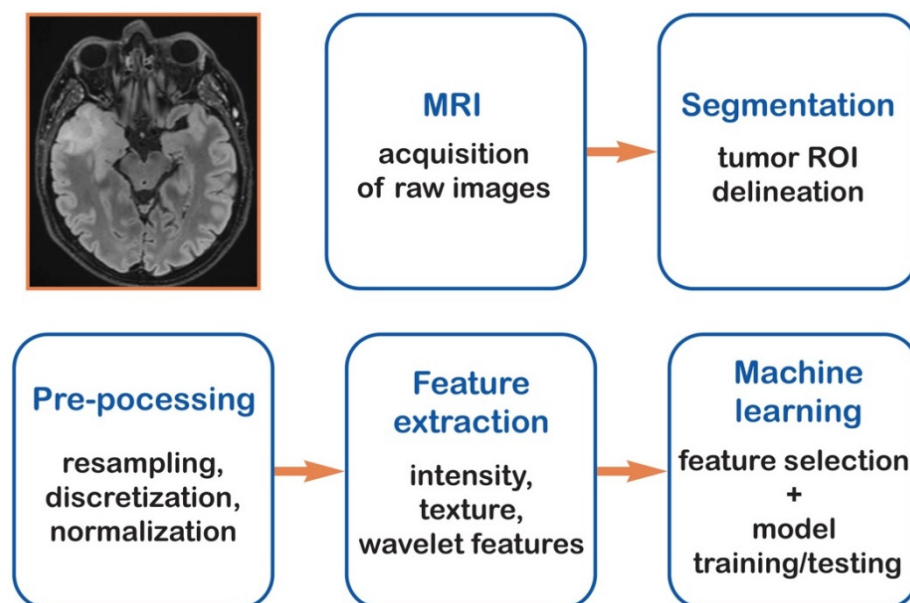 MRI
acquisition
of raw images
Segmentation
tumor ROI
delineation
Pre-pocessing
resampling,
discretization,
normalization
Feature
extraction
intensity,
texture,
wavelet features
Machine
learning
feature selection
+
model
training/testing